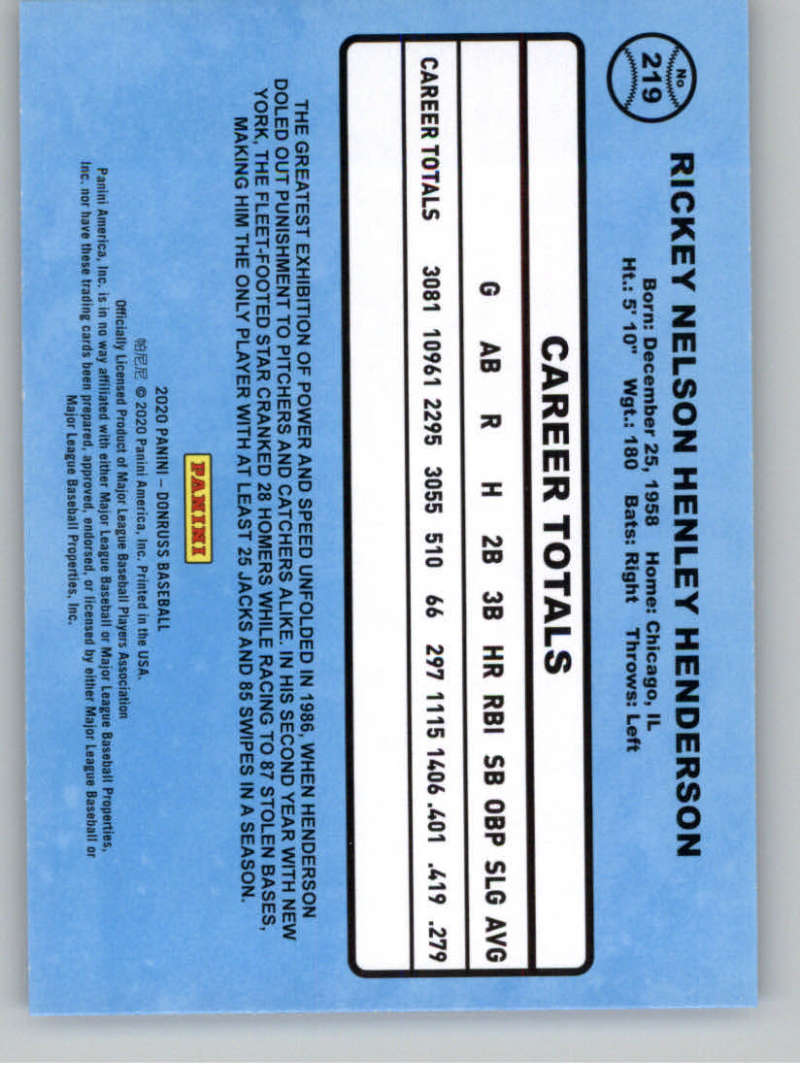 No
219
RICKEY NELSON HENLEY HENDERSON
Born: December 25, 1958 Home: Chicago, IL
Ht.: 5' 10" Wgt.: 180 Bats: Right Throws: Left
CAREER TOTALS
G AB R H 2B 3B HR RBI SB OBP SLG AVG
CAREER TOTALS 3081 10961 2295 3055 510 66 297 1115 1406 .401 .419 .279
THE GREATEST EXHIBITION OF POWER AND SPEED UNFOLDED IN 1986, WHEN HENDERSON
DOLED OUT PUNISHMENT TO PITCHERS AND CATCHERS ALIKE. IN HIS SECOND YEAR WITH NEW
YORK, THE FLEET-FOOTED STAR CRANKED 28 HOMERS WHILE RACING TO 87 STOLEN BASES,
MAKING HIM THE ONLY PLAYER WITH AT LEAST 25 JACKS AND 85 SWIPES IN A SEASON.
PANINI
2020 PANINI – DONRUSS BASEBALL
帕尼尼 © 2020 Panini America, Inc. Printed in the USA.
Officially Licensed Product of Major League Baseball Players Association
Panini America, Inc. is in no way affiliated with either Major League Baseball or Major League Baseball Properties,
Inc. nor have these trading cards been prepared, approved, endorsed, or licensed by either Major League Baseball or
Major League Baseball Properties, Inc.